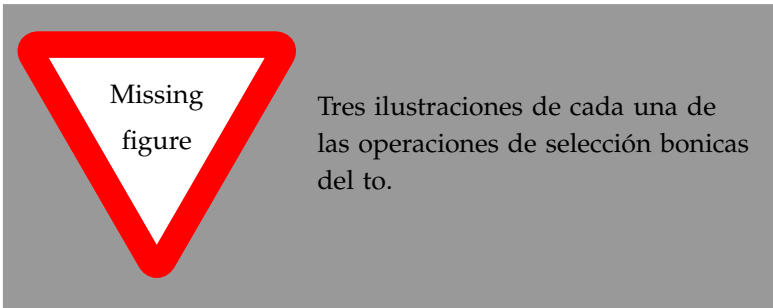 Missing
figure
Tres ilustraciones de cada una de
las operaciones de selección bonicas
del to.